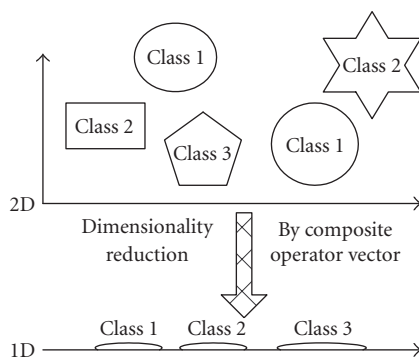 Class 1
Class 2
Class 2
Class 3
Class 1
2D
Dimensionality
reduction
By composite
operator vector
Class 1
Class 2
Class 3
1D